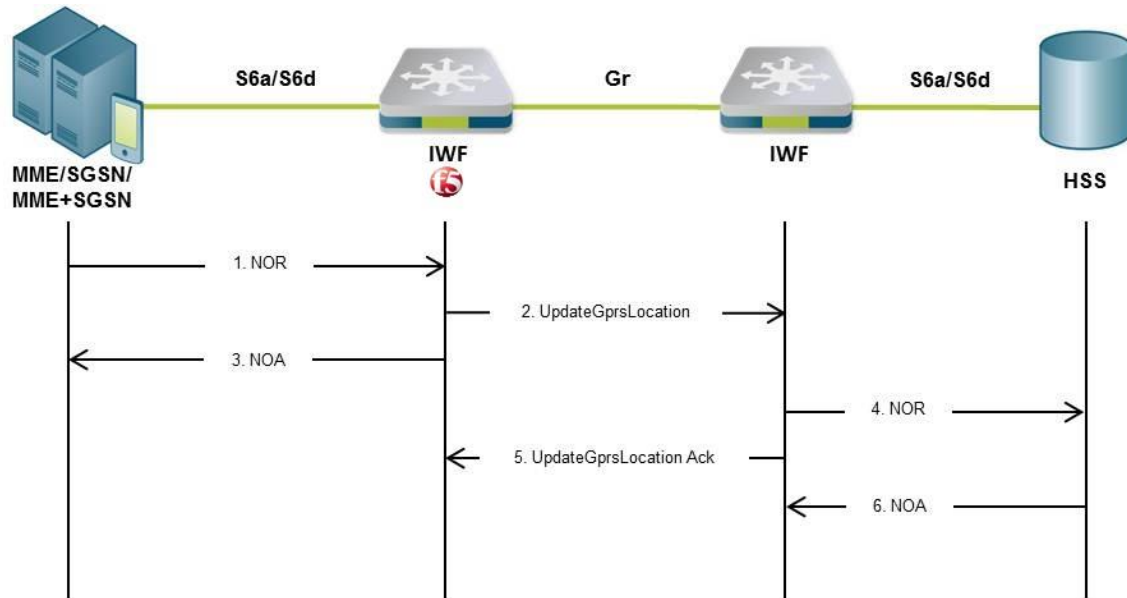 S6a/S6d
Gr
S6a/S6d
MME/SGSN/
MME+SGSN
IWF
f5
IWF
HSS
1. NOR
2. UpdateGprsLocation
3. NOA
4. NOR
5. UpdateGprsLocation Ack
6. NOA